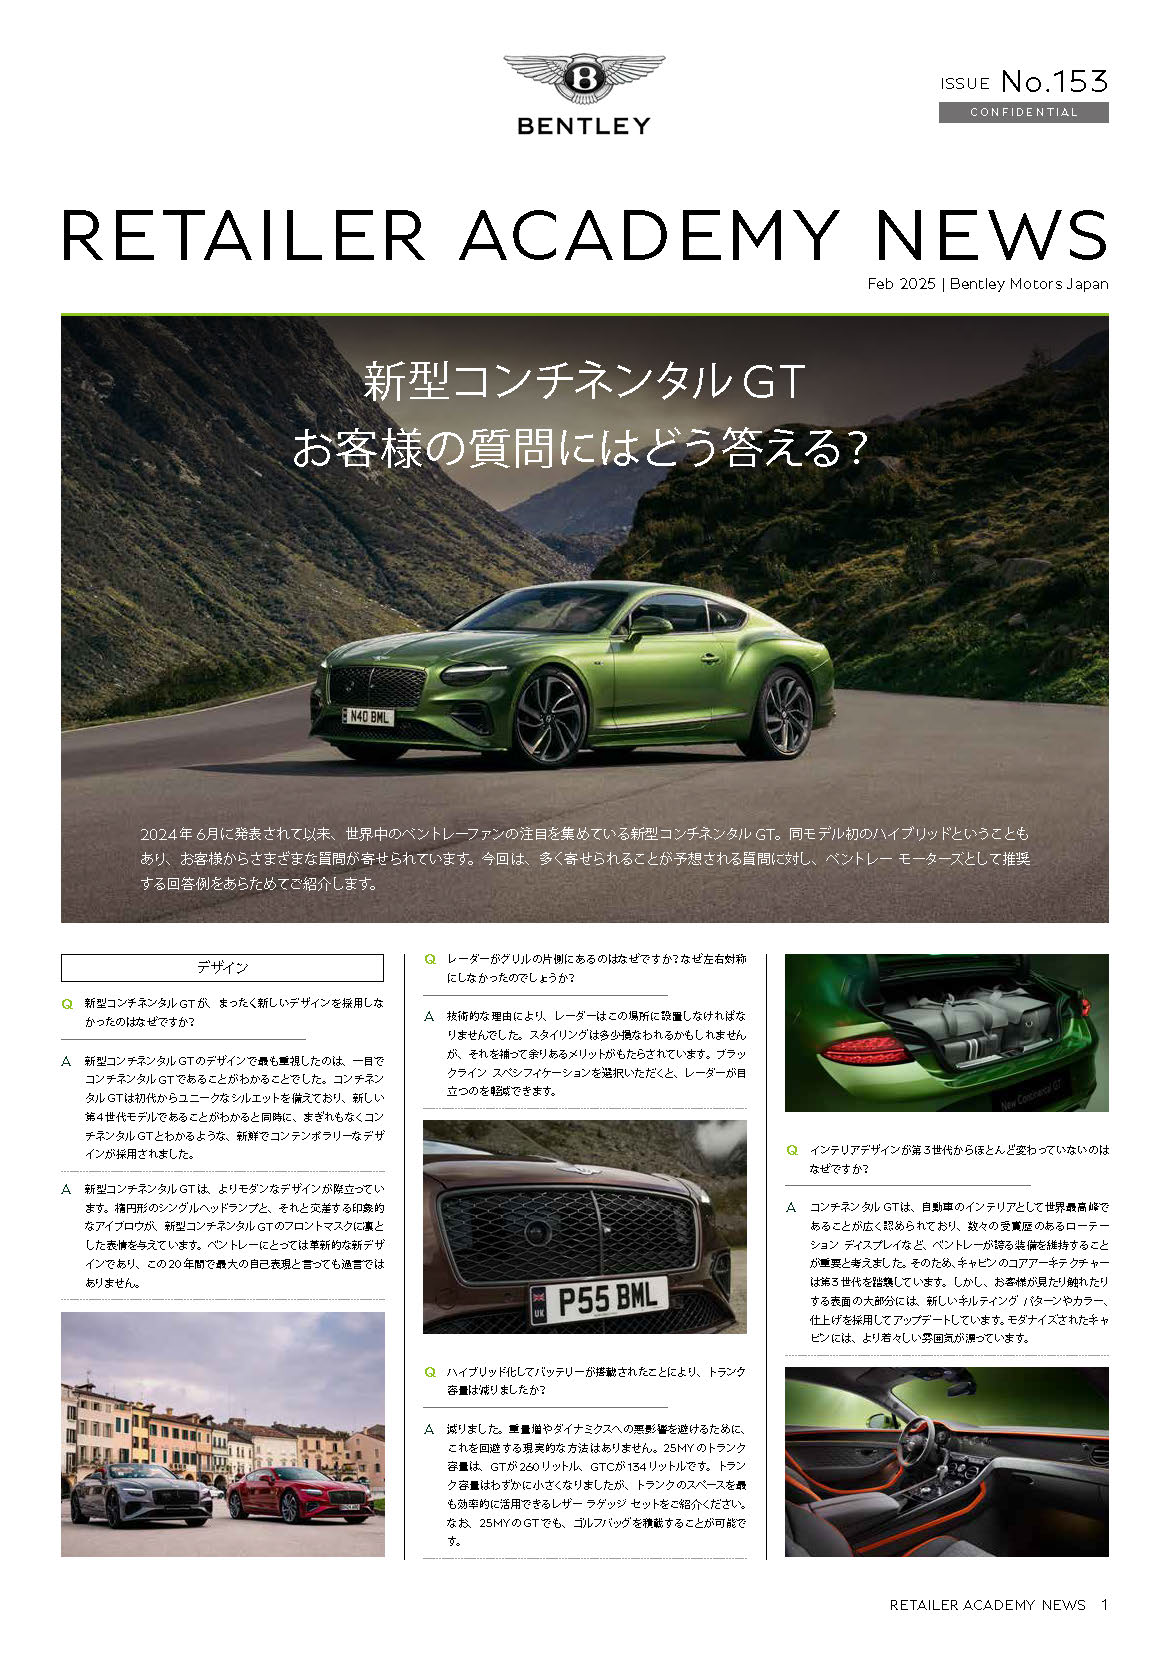 BENTLEY
ISSUE No.153
CONFIDENTIAL
RETAILER ACADEMY NEWS
Feb 2025 | Bentley Motors Japan
新型コンチネンタル GT
お客様の質問にはどう答える？
N40 BML
2024年 6月に発表されて以来、世界中のベントレーファンの注目を集めている新型コンチネンタル GT。同モデル初のハイブリッドということも
あり、お客様からさまざまな質問が寄せられています。今回は、多く寄せられることが予想される質問に対し、ベントレー モーターズとして推奨
する回答例をあらためてご紹介します。
デザイン
Q 新型コンチネンタルGTが、まったく新しいデザインを採用しな
かったのはなぜですか？
A 新型コンチネンタルGTのデザインで最も重視したのは、一目で
コンチネンタルGTであることがわかることでした。コンチネン
タルGTは初代からユニークなシルエットを備えており、新しい
第4世代モデルであることがわかると同時に、まぎれもなくコン
チネンタルGTとわかるような、新鮮でコンテンポラリーなデザ
インが採用されました。
A 新型コンチネンタルGTは、よりモダンなデザインが際立ってい
ます。楕円形のシングルヘッドランプと、それと交差する印象的
なアイブロウが、新型コンチネンタルGTのフロントマスクに凛と
した表情を与えています。ベントレーにとっては革新的な新デザ
インであり、この20年間で最大の自己表現と言っても過言では
ありません。
Q レーダーがグリルの片側にあるのはなぜですか？なぜ左右対称
にしなかったのでしょうか？
A 技術的な理由により、レーダーはこの場所に設置しなければな
りませんでした。スタイリングは多少損なわれるかもしれません
が、それを補って余りあるメリットがもたらされています。ブラッ
クライン スペシフィケーションを選択いただくと、レーダーが目
立つのを軽減できます。
UK P55 BML
Q ハイブリッド化してバッテリーが搭載されたことにより、トランク
容量は減りましたか？
A 減りました。重量増やダイナミクスへの悪影響を避けるために、
これを回避する現実的な方法はありません。25MYのトランク
容量は、GTが260リットル、GTCが134リットルです。トラン
ク容量はわずかに小さくなりましたが、トランクのスペースを最
も効率的に活用できるレザー ラゲッジ セットをご紹介ください。
なお、25MYのGTでも、ゴルフバッグを積載することが可能で
す。
New Continental GT
Q インテリアデザインが第3世代からほとんど変わっていないのは
なぜですか？
A コンチネンタルGTは、自動車のインテリアとして世界最高峰で
あることが広く認められており、数々の受賞歴のあるローテー
ション ディスプレイなど、ベントレーが誇る装備を維持すること
が重要と考えました。そのため、キャビンのコアアーキテクチャー
は第3世代を踏襲しています。しかし、お客様が見たり触れたり
する表面の大部分には、新しいキルティング パターンやカラー、
仕上げを採用してアップデートしています。モダナイズされたキャ
ビンには、より若々しい雰囲気が漂っています。
RETAILER ACADEMY NEWS 1